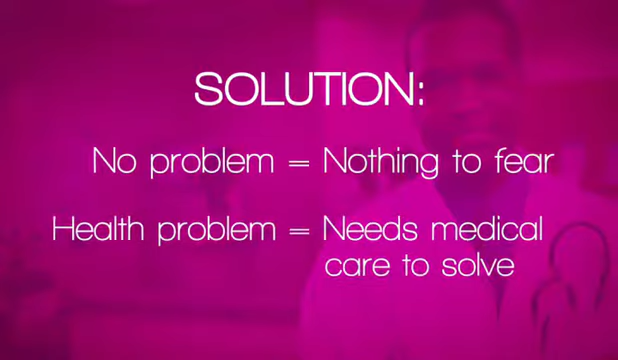 SOLUTION:
No problem = Nothing to fear
Health problem = Needs medical
care to solve